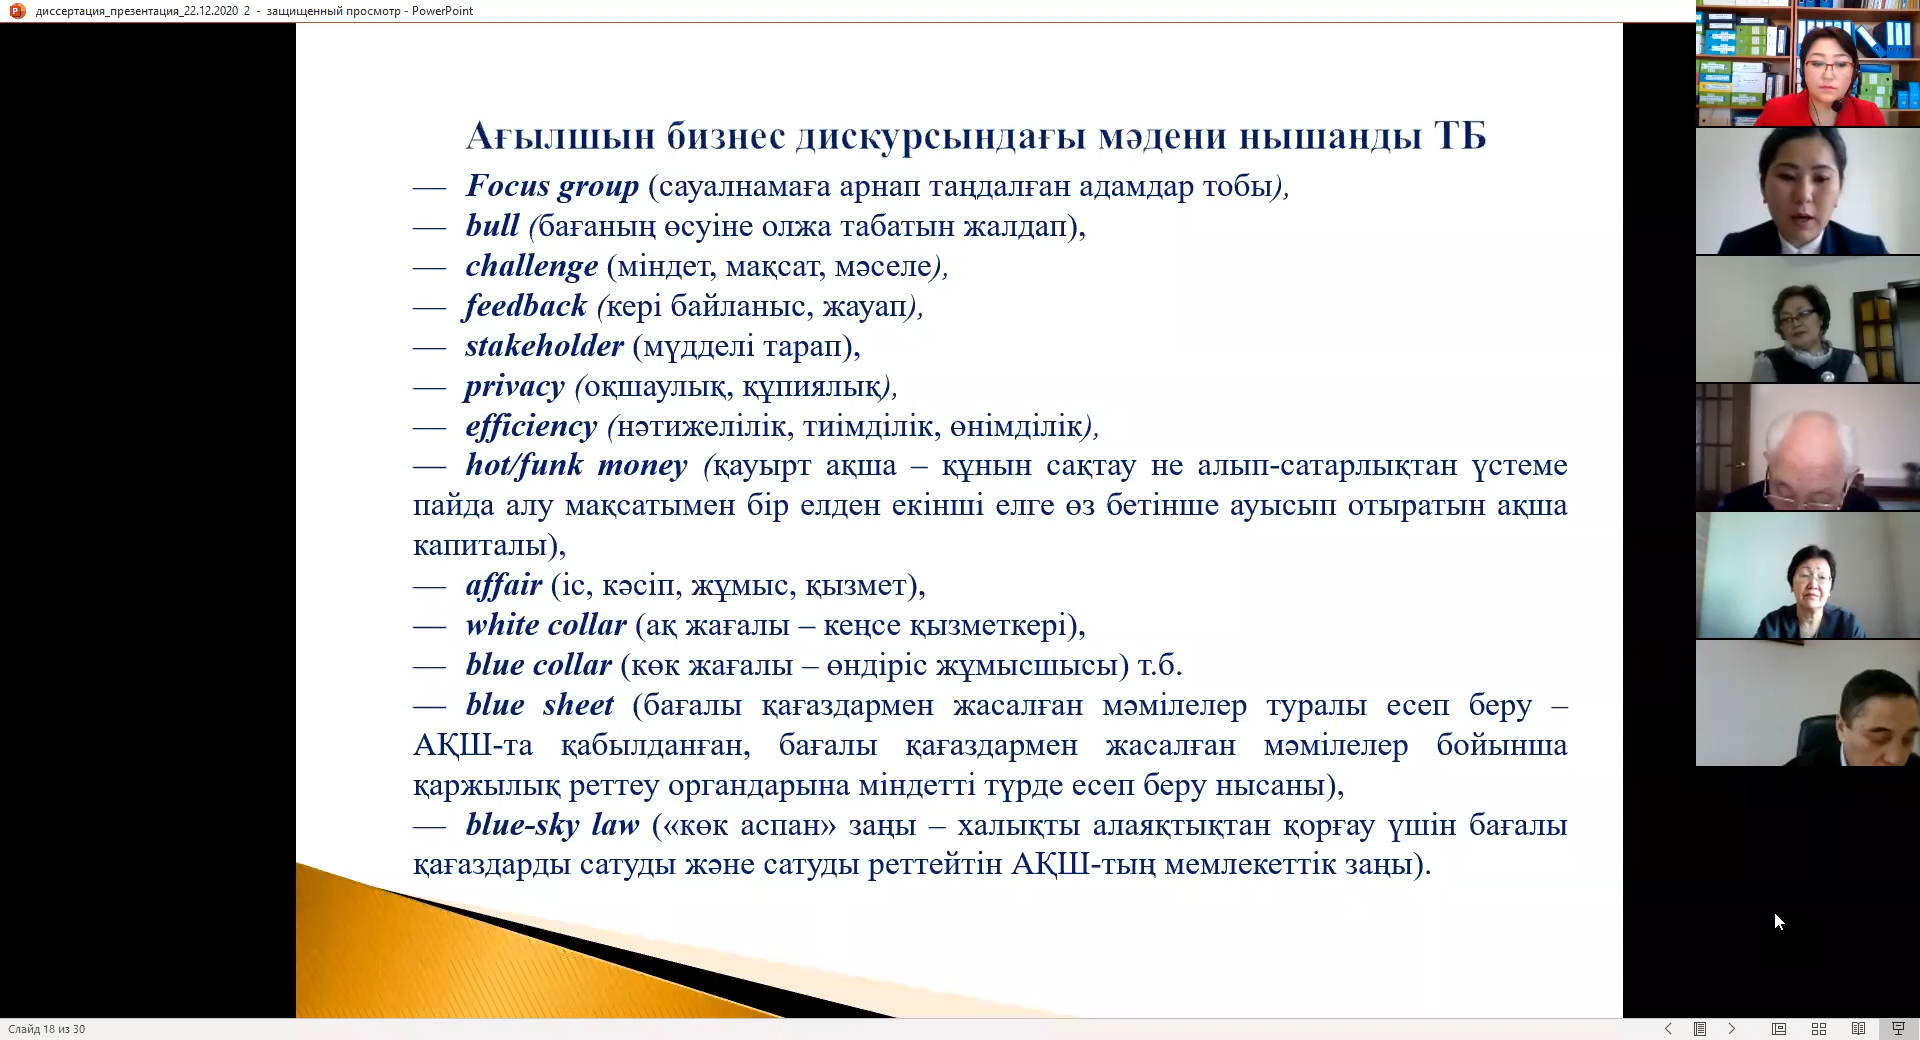 диссертация_презентация_22.12.2020 2 - защищенный просмотр - PowerPoint
Ағылшын бизнес дискурсындағы мәдени нышанды ТБ
— Focus group (сауалнамаға арнап таңдалған адамдар тобы),
— bull (бағаның өсуіне олжа табатын жалдап),
— challenge (міндет, мақсат, мәселе),
— feedback (кері байланыс, жауап),
— stakeholder (мүдделі тарап),
— privacy (оқшаулық, құпиялық),
— efficiency (нәтижелілік, тиімділік, өнімділік),
— hot/funk money (қауырт ақша – құнын сақтау не алып-сатарлықтан үстеме
пайда алу мақсатымен бір елден екінші елге өз бетінше ауысып отыратын ақша
капиталы),
— affair (іс, кәсіп, жұмыс, қызмет),
— white collar (ақ жағалы – кеңсе қызметкері),
— blue collar (көк жағалы – өндіріс жұмысшысы) т.б.
— blue sheet (бағалы қағаздармен жасалған мәмілелер туралы есеп беру –
АҚШ-та қабылданған, бағалы қағаздармен жасалған мәмілелер бойынша
қаржылық реттеу органдарына міндетті түрде есеп беру нысаны),
— blue-sky law («көк аспан» заңы – халықты алаяқтықтан қорғау үшін бағалы
қағаздарды сатуды және сатуды реттейтін АҚШ-тың мемлекеттік заңы).
Слайд 18 из 30